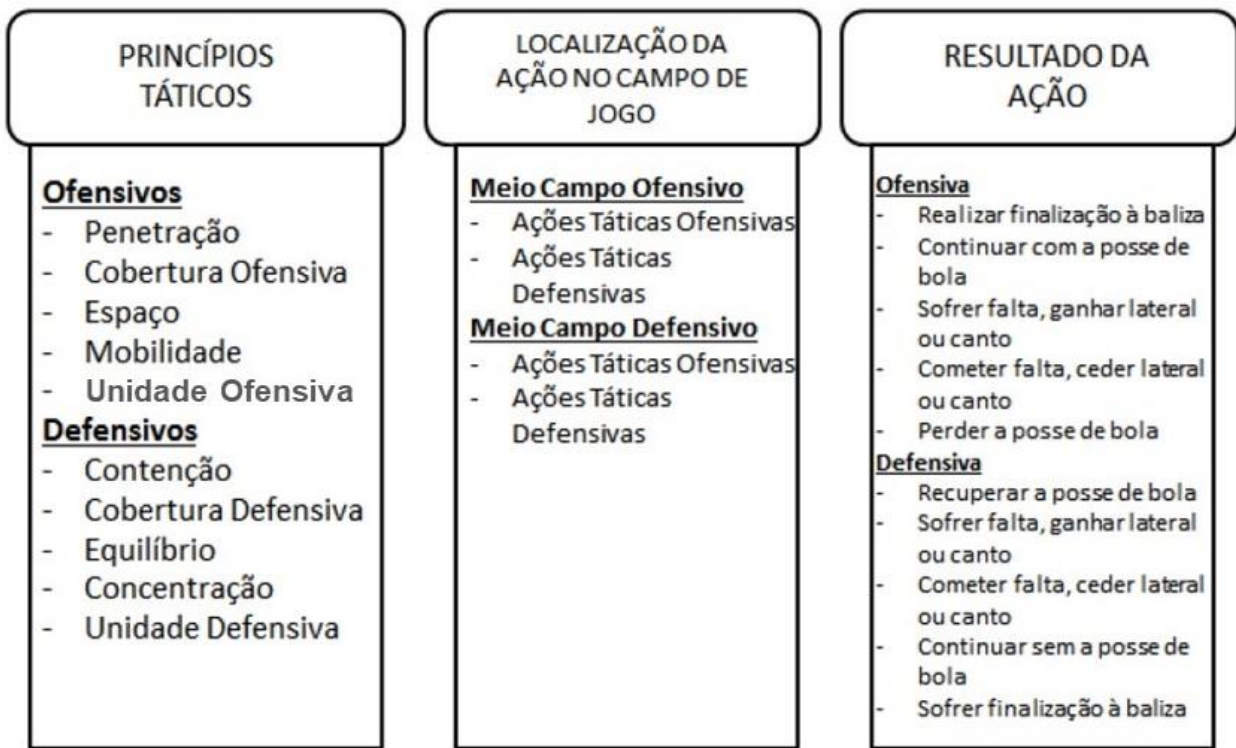 PRINCÍPIOS
TÁTICOS
Ofensivos
- Penetração
- Cobertura Ofensiva
- Espaço
- Mobilidade
- Unidade Ofensiva
Defensivos
- Contenção
- Cobertura Defensiva
- Equilíbrio
- Concentração
- Unidade Defensiva
LOCALIZAÇÃO DA
AÇÃO NO CAMPO DE
JOGO
Meio Campo Ofensivo
- Ações Táticas Ofensivas
- Ações Táticas
Defensivas
Meio Campo Defensivo
- Ações Táticas Ofensivas
- Ações Táticas
Defensivas
RESULTADO DA
AÇÃO
Ofensiva
- Realizar finalização à baliza
- Continuar com a posse de
bola
- Sofrer falta, ganhar lateral
ou canto
- Cometer falta, ceder lateral
ou canto
- Perder a posse de bola
Defensiva
- Recuperar a posse de bola
- Sofrer falta, ganhar lateral
ou canto
- Cometer falta, ceder lateral
ou canto
- Continuar sem a posse de
bola
- Sofrer finalização à baliza